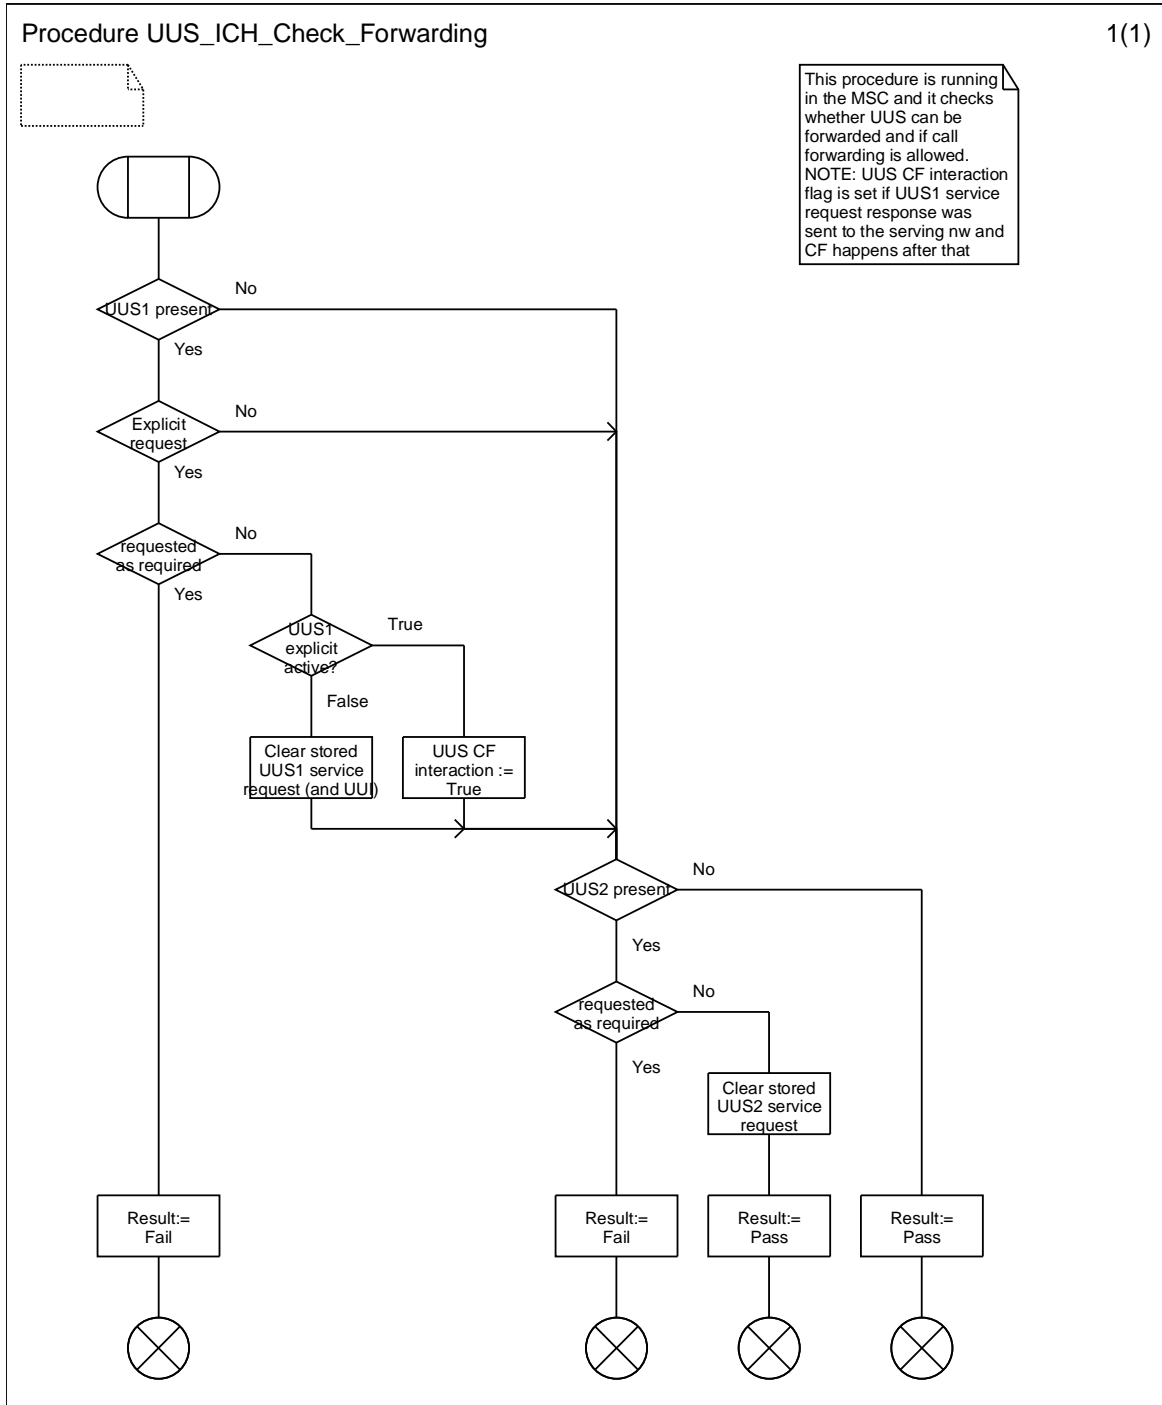 Procedure UUS_ICH_Check_Forwarding
1(1)
This procedure is running
in the MSC and it checks
whether UUS can be
forwarded and if call
forwarding is allowed.
NOTE: UUS CF interaction
flag is set if UUS1 service
request response was
sent to the serving nw and
CF happens after that
UUS1 present
No
Yes
Explicit
request
No
Yes
requested
as required
No
Yes
UUS1
explicit
active?
True
False
Clear stored
UUS1 service
request (and UUI)
UUS CF
interaction :=
True
UUS2 present
No
Yes
requested
as required
No
Yes
Clear stored
UUS2 service
request
Result:=
Fail
Result:=
Fail
Result:=
Pass
Result:=
Pass